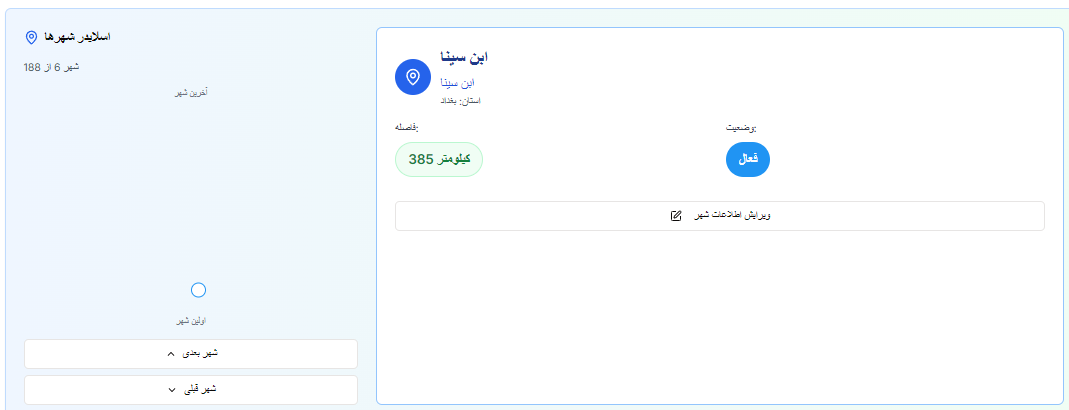 اسلایدر شهرها
شهر 6 از 188
آخرین شهر
اولین شهر
شهر بعدی
شهر قبلی
ابن سینا
ابن سینا
استان: بغداد
فاصله:
385 کیلومتر
وضعیت:
فعال
ویرایش اطلاعات شهر